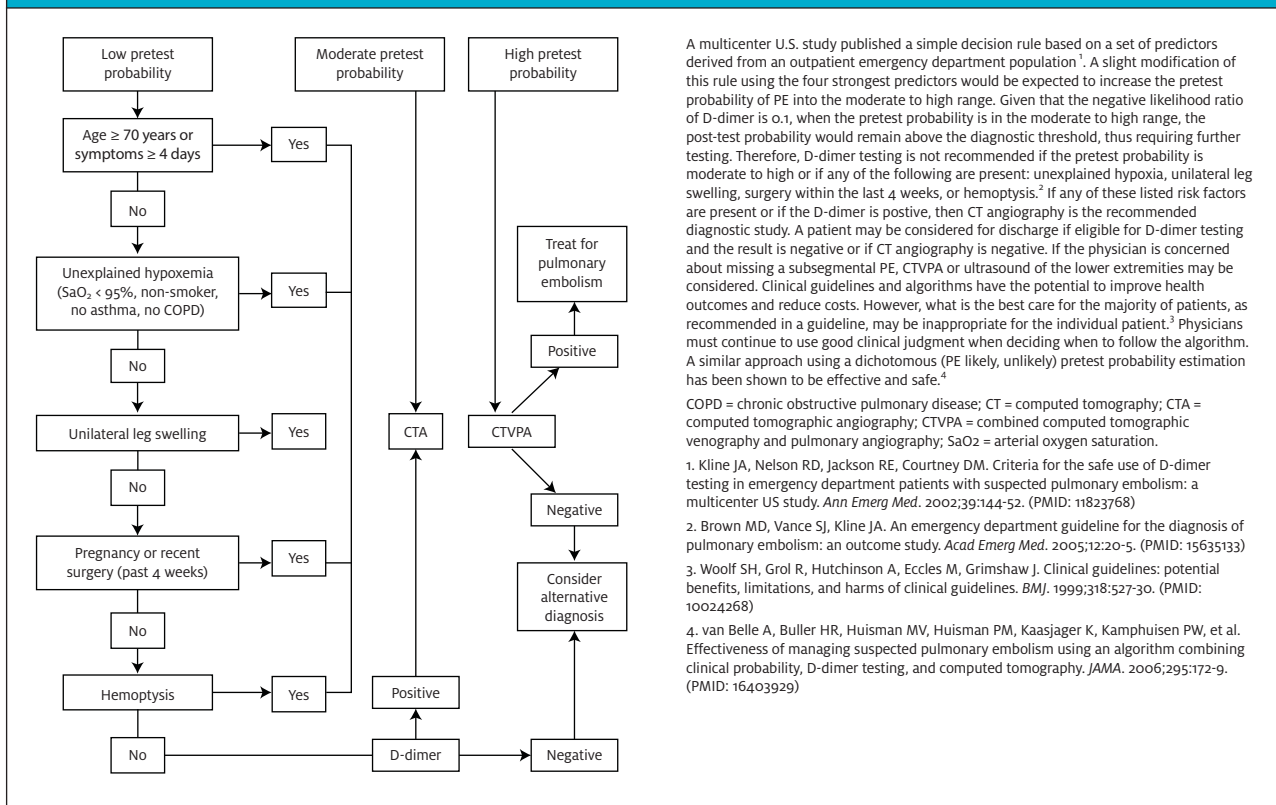 Low pretest
probability
Moderate pretest
probability
High pretest
probability
Age ≥ 70 years or
symptoms ≥ 4 days
Yes
No
Unexplained hypoxemia
(SaO₂ < 95%, non-smoker,
no asthma, no COPD)
Yes
No
Unilateral leg swelling
Yes
No
Pregnancy or recent
surgery (past 4 weeks)
Yes
No
Hemoptysis
Yes
No
D-dimer
Positive
Negative
CTA
CTVPA
Positive
Treat for
pulmonary
embolism
Negative
Consider
alternative
diagnosis
A multicenter U.S. study published a simple decision rule based on a set of predictors
derived from an outpatient emergency department population¹. A slight modification of
this rule using the four strongest predictors would be expected to increase the pretest
probability of PE into the moderate to high range. Given that the negative likelihood ratio
of D-dimer is 0.1, when the pretest probability is in the moderate to high range, the
post-test probability would remain above the diagnostic threshold, thus requiring further
testing. Therefore, D-dimer testing is not recommended if the pretest probability is
moderate to high or if any of the following are present: unexplained hypoxia, unilateral leg
swelling, surgery within the last 4 weeks, or hemoptysis.² If any of these listed risk factors
are present or if the D-dimer is postive, then CT angiography is the recommended
diagnostic study. A patient may be considered for discharge if eligible for D-dimer testing
and the result is negative or if CT angiography is negative. If the physician is concerned
about missing a subsegmental PE, CTVPA or ultrasound of the lower extremities may be
considered. Clinical guidelines and algorithms have the potential to improve health
outcomes and reduce costs. However, what is the best care for the majority of patients, as
recommended in a guideline, may be inappropriate for the individual patient.³ Physicians
must continue to use good clinical judgment when deciding when to follow the algorithm.
A similar approach using a dichotomous (PE likely, unlikely) pretest probability estimation
has been shown to be effective and safe.⁴
COPD = chronic obstructive pulmonary disease; CT = computed tomography; CTA =
computed tomographic angiography; CTVPA = combined computed tomographic
venography and pulmonary angiography; SaO2 = arterial oxygen saturation.
1. Kline JA, Nelson RD, Jackson RE, Courtney DM. Criteria for the safe use of D-dimer
testing in emergency department patients with suspected pulmonary embolism: a
multicenter US study. Ann Emerg Med. 2002;39:144-52. (PMID: 11823768)
2. Brown MD, Vance SJ, Kline JA. An emergency department guideline for the diagnosis of
pulmonary embolism: an outcome study. Acad Emerg Med. 2005;12:20-5. (PMID: 15635133)
3. Woolf SH, Grol R, Hutchinson A, Eccles M, Grimshaw J. Clinical guidelines: potential
benefits, limitations, and harms of clinical guidelines. BMJ. 1999;318:527-30. (PMID:
10024268)
4. van Belle A, Buller HR, Huisman MV, Huisman PM, Kaasjager K, Kamphuisen PW, et al.
Effectiveness of managing suspected pulmonary embolism using an algorithm combining
clinical probability, D-dimer testing, and computed tomography. JAMA. 2006;295:172-9.
(PMID: 16403929)